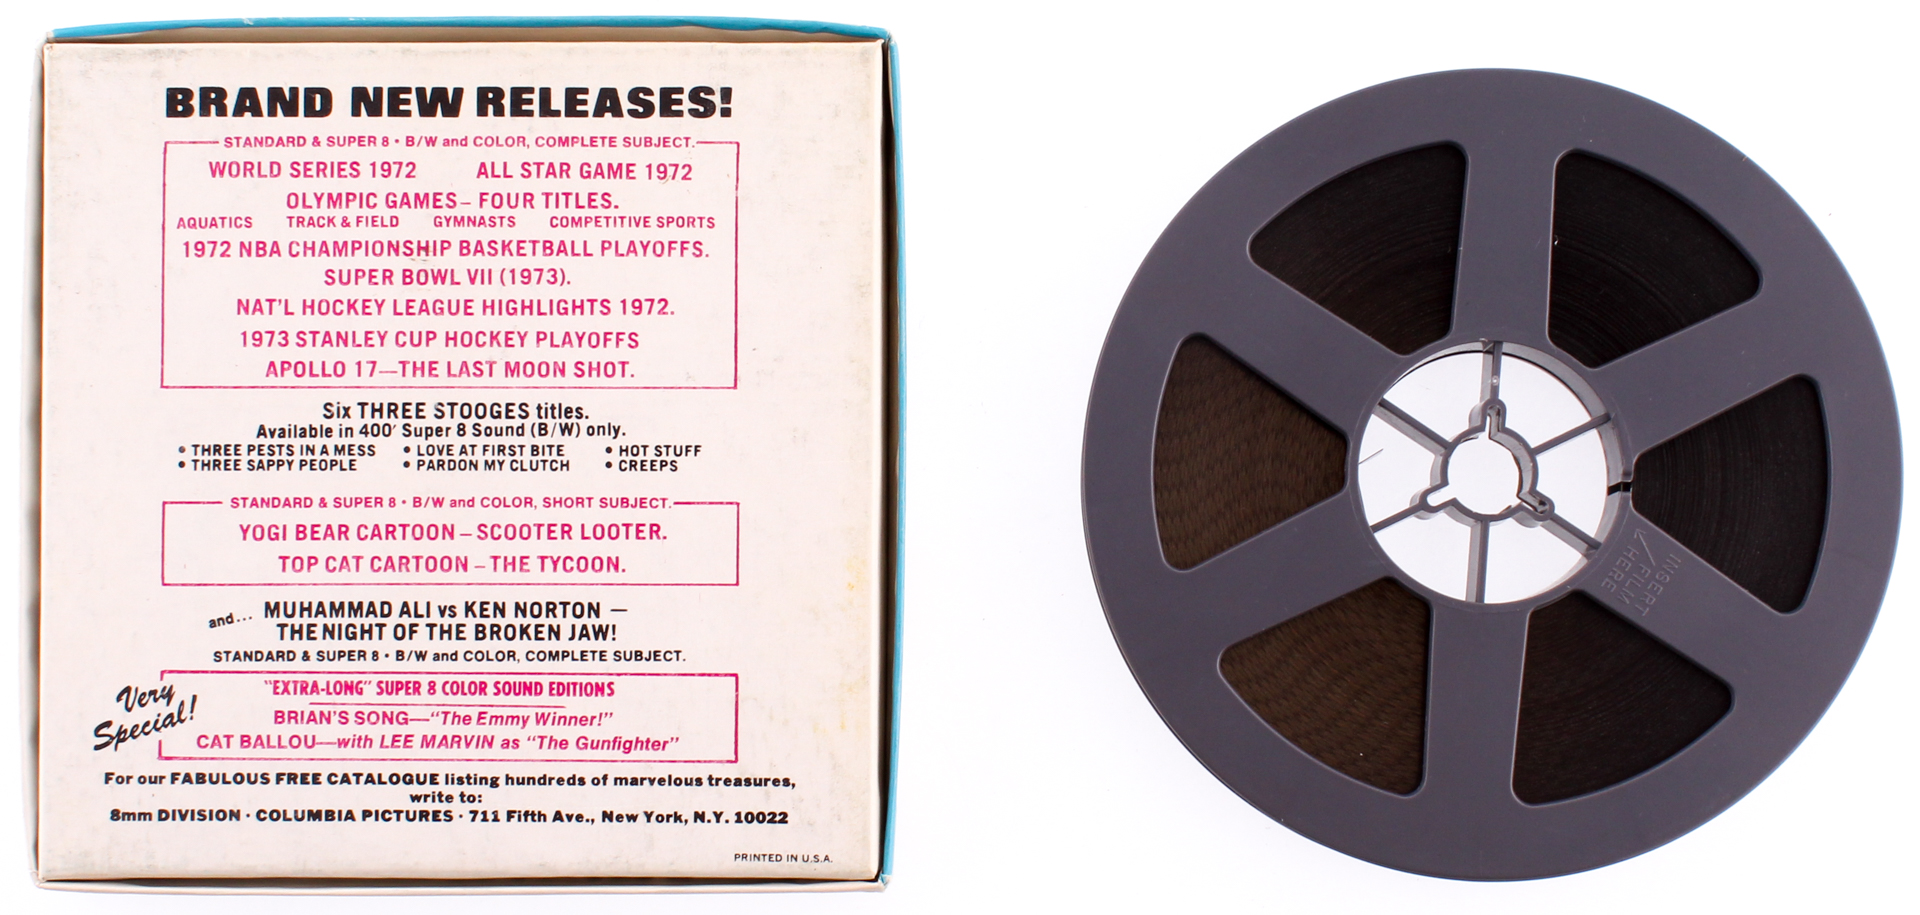 BRAND NEW RELEASES!
STANDARD & SUPER 8 • B/W and COLOR, COMPLETE SUBJECT.
WORLD SERIES 1972 ALL STAR GAME 1972
OLYMPIC GAMES – FOUR TITLES.
AQUATICS TRACK & FIELD GYMNASTS COMPETITIVE SPORTS
1972 NBA CHAMPIONSHIP BASKETBALL PLAYOFFS.
SUPER BOWL VII (1973).
NAT'L HOCKEY LEAGUE HIGHLIGHTS 1972.
1973 STANLEY CUP HOCKEY PLAYOFFS
APOLLO 17—THE LAST MOON SHOT.
Six THREE STOOGES titles.
Available in 400' Super 8 Sound (B/W) only.
• THREE PESTS IN A MESS • LOVE AT FIRST BITE • HOT STUFF
• THREE SAPPY PEOPLE • PARDON MY CLUTCH • CREEPS
STANDARD & SUPER 8 • B/W and COLOR, SHORT SUBJECT.
YOGI BEAR CARTOON – SCOOTER LOOTER.
TOP CAT CARTOON – THE TYCOON.
and... MUHAMMAD ALI vs KEN NORTON —
THE NIGHT OF THE BROKEN JAW!
STANDARD & SUPER 8 • B/W and COLOR, COMPLETE SUBJECT.
Very
Special!
"EXTRA-LONG" SUPER 8 COLOR SOUND EDITIONS
BRIAN'S SONG—"The Emmy Winner!"
CAT BALLOU—with LEE MARVIN as "The Gunfighter"
For our FABULOUS FREE CATALOGUE listing hundreds of marvelous treasures,
write to:
8mm DIVISION · COLUMBIA PICTURES · 711 Fifth Ave., New York, N.Y. 10022
PRINTED IN U.S.A.
INSERT
FILM
HERE